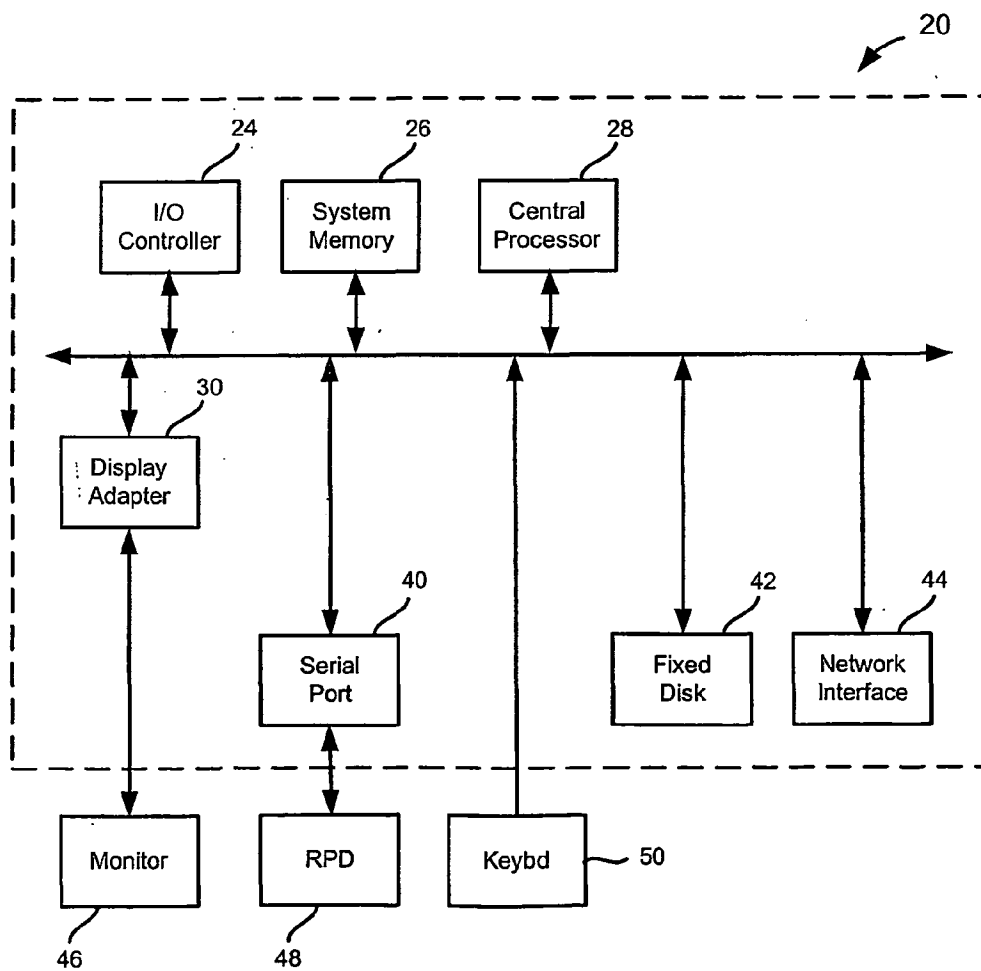 20
24
26
28
I/O
Controller
System
Memory
Central
Processor
30
Display
Adapter
40
42
44
Serial
Port
Fixed
Disk
Network
Interface
Monitor
RPD
Keybd
50
46
48